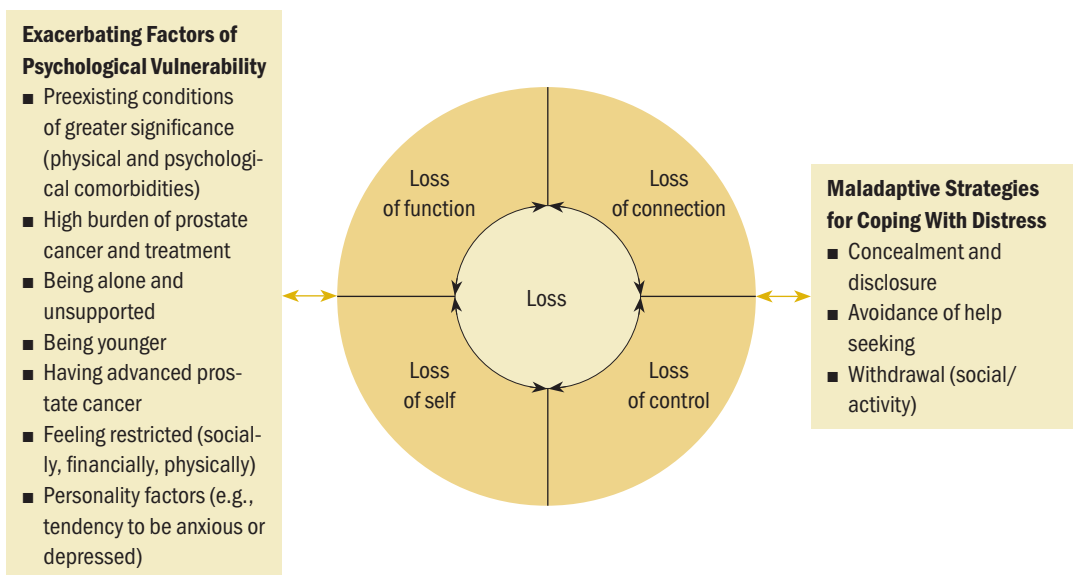 Exacerbating Factors of
Psychological Vulnerability
■ Preexisting conditions
of greater significance
(physical and psychologi-
cal comorbidities)
■ High burden of prostate
cancer and treatment
■ Being alone and
unsupported
■ Being younger
■ Having advanced pros-
tate cancer
■ Feeling restricted (social-
ly, financially, physically)
■ Personality factors (e.g.,
tendency to be anxious or
depressed)
Loss
of function
Loss
of connection
Loss
Loss
of self
Loss
of control
Maladaptive Strategies
for Coping With Distress
■ Concealment and
disclosure
■ Avoidance of help
seeking
■ Withdrawal (social/
activity)